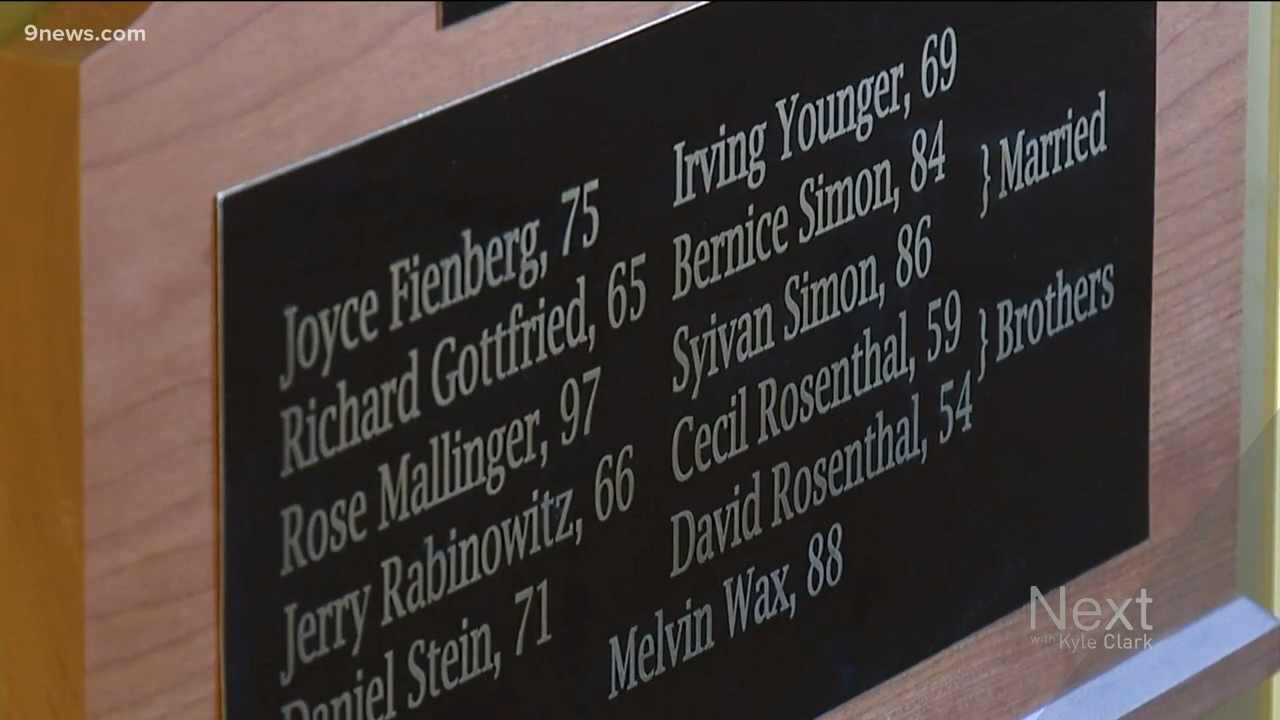 9news.com
Joyce Fienberg, 75
Richard Gottfried, 65
Rose Mallinger, 97
Jerry Rabinowitz, 66
Daniel Stein, 71
Irving Younger, 69
Bernice Simon, 84
Syivan Simon, 86
} Married
Cecil Rosenthal, 59
David Rosenthal, 54
} Brothers
Melvin Wax, 88
Next
with Kyle Clark